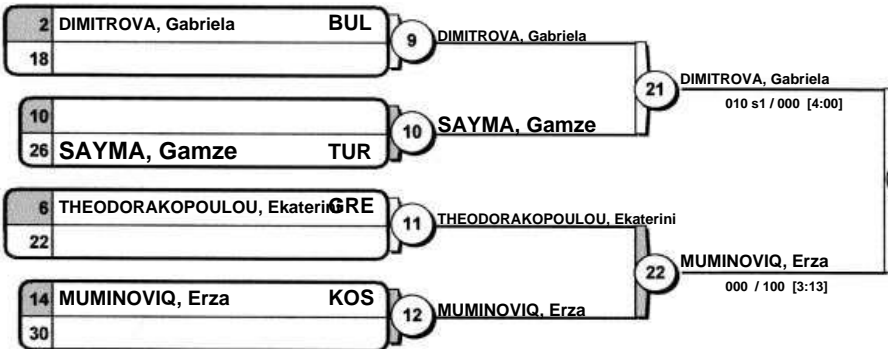 2 DIMITROVA, Gabriela BUL
18
9
DIMITROVA, Gabriela
10
26 SAYMA, Gamze TUR
10
SAYMA, Gamze
21
DIMITROVA, Gabriela
010 s1 / 000 [4:00]
6 THEODORAKOPOULOU, Ekaterini GRE
22
11
THEODORAKOPOULOU, Ekaterini
14 MUMINOVIQ, Erza KOS
30
12
MUMINOVIQ, Erza
22
MUMINOVIQ, Erza
000 / 100 [3:13]